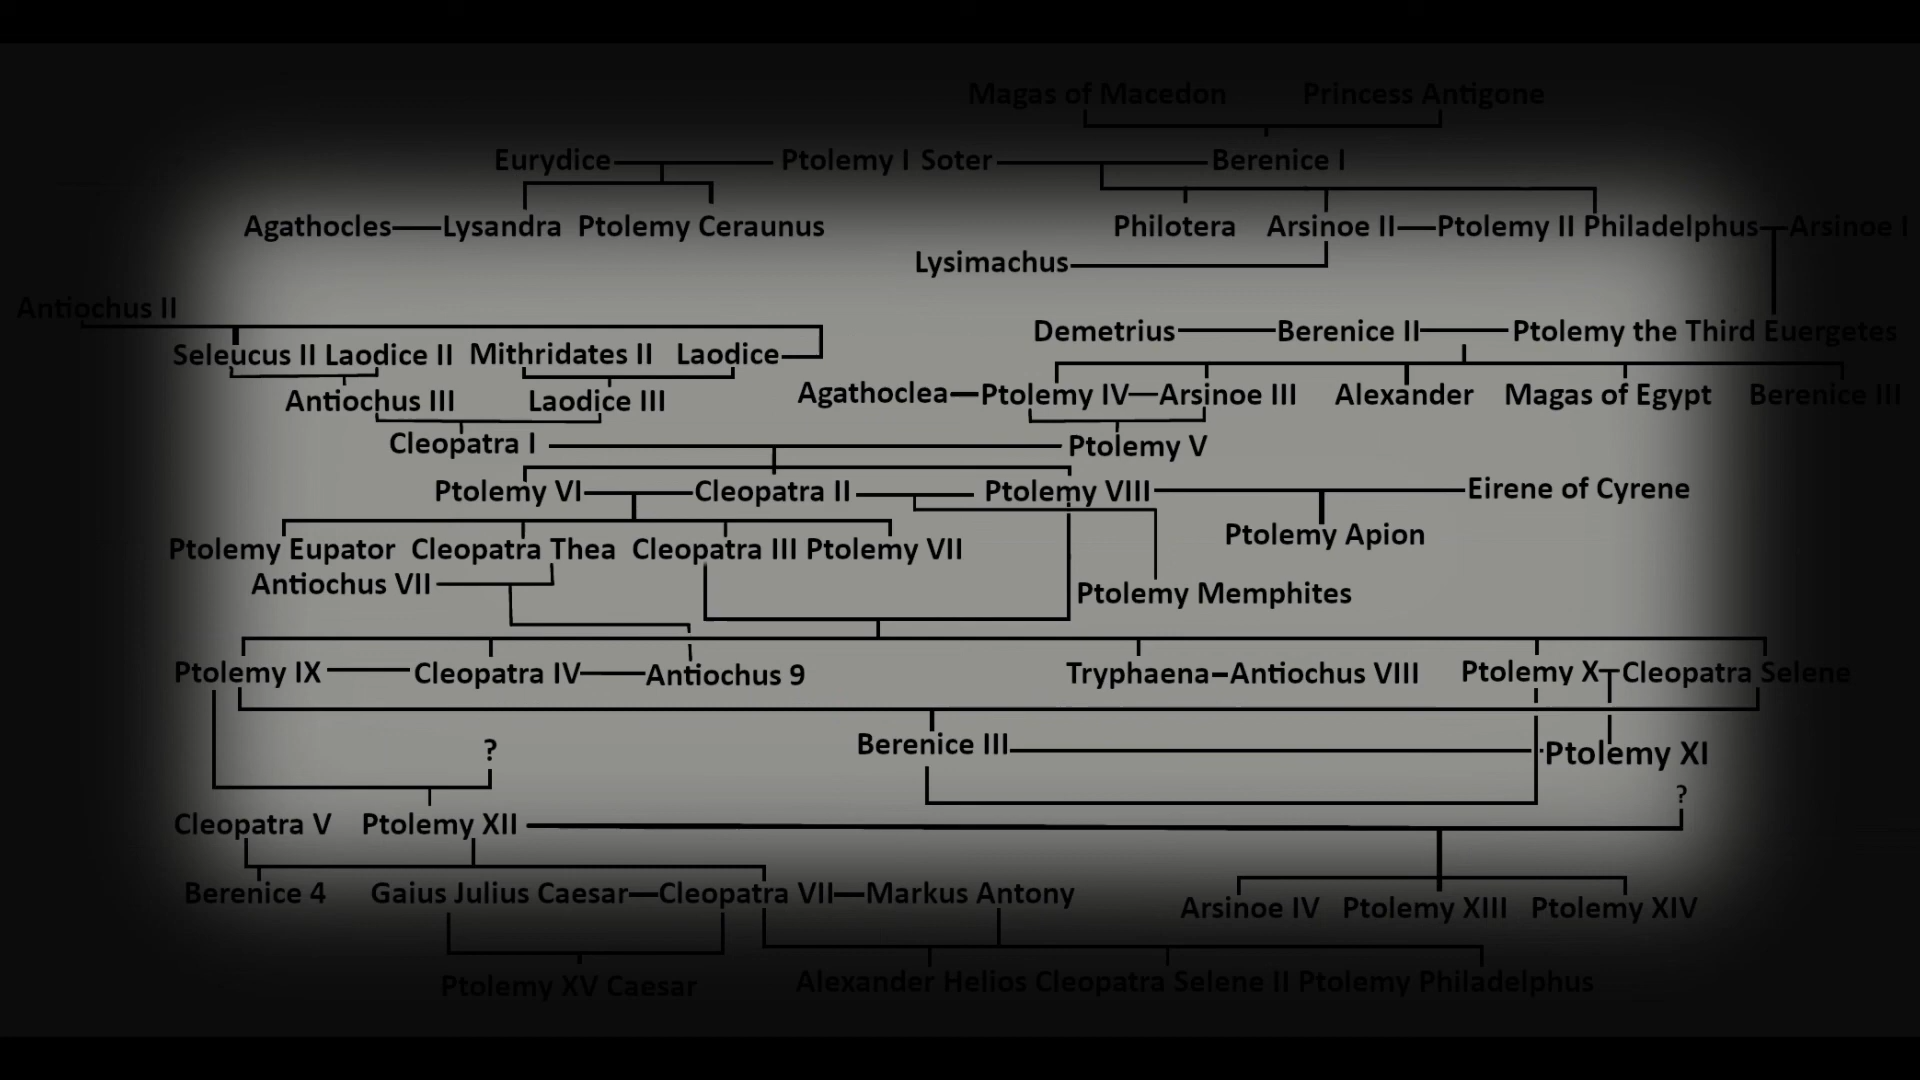 Magas of Macedon Princess Antigone
Eurydice Ptolemy I Soter Berenice I
Agathocles Lysandra Ptolemy Ceraunus Philotera Arsinoe II Ptolemy II Philadelphus Arsinoe I
Lysimachus
Antiochus II
Demetrius Berenice II Ptolemy the Third Euergetes
Seleucus II Laodice II Mithridates II Laodice
Agathoclea Ptolemy IV Arsinoe III Alexander Magas of Egypt Berenice III
Antiochus III Laodice III
Cleopatra I Ptolemy V
Ptolemy VI Cleopatra II Ptolemy VIII Eirene of Cyrene
Ptolemy Apion
Ptolemy Eupator Cleopatra Thea Cleopatra III Ptolemy VII
Antiochus VII
Ptolemy Memphites
Ptolemy IX Cleopatra IV Antiochus 9 Tryphaena Antiochus VIII Ptolemy X Cleopatra Selene
? Berenice III Ptolemy XI
?
Cleopatra V Ptolemy XII
Berenice 4 Gaius Julius Caesar Cleopatra VII Markus Antony
Arsinoe IV Ptolemy XIII Ptolemy XIV
Ptolemy XV Caesar Alexander Helios Cleopatra Selene II Ptolemy Philadelphus